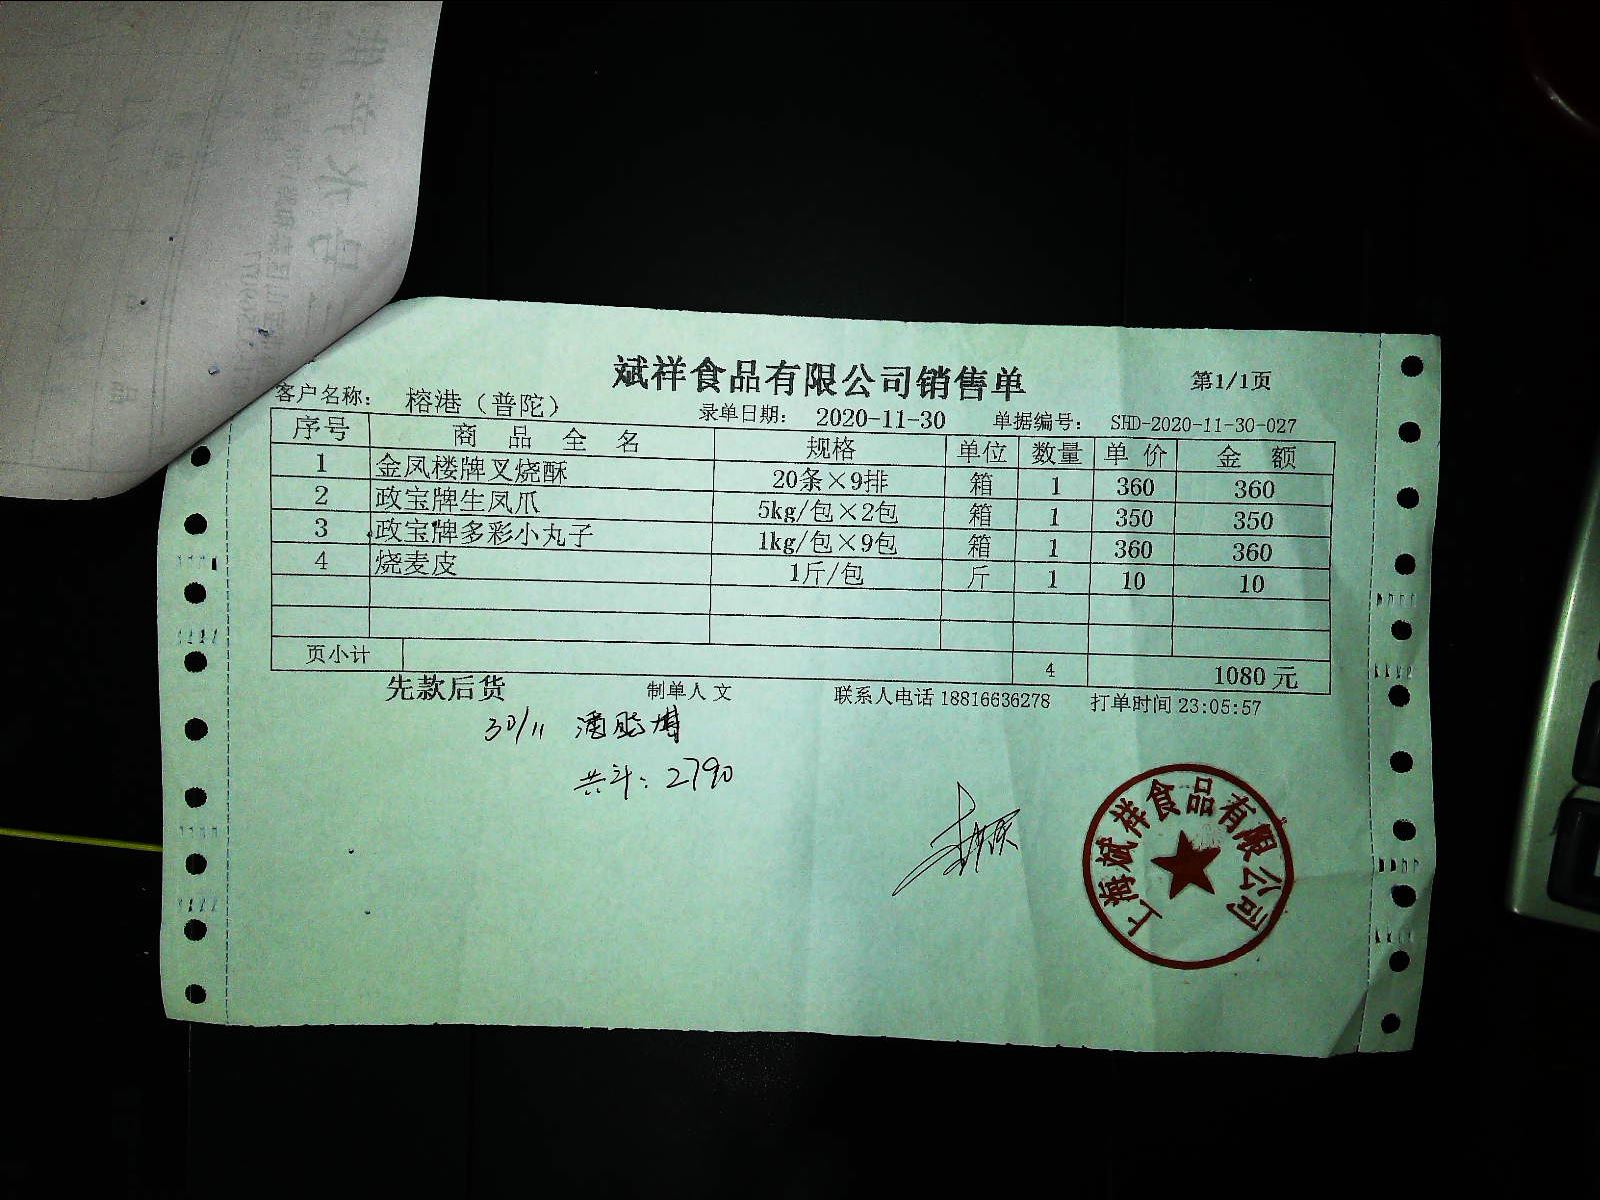 斌祥食品有限公司销售单
第1/1页
客户名称： 榕港（普陀） 录单日期： 2020-11-30 单据编号： SHD-2020-11-30-027
序号 商品全名 规格 单位 数量 单价 金额
1 金凤楼牌叉烧酥 20条×9排 箱 1 360 360
2 政宝牌生凤爪 5kg/包×2包 箱 1 350 350
3 政宝牌多彩小丸子 1kg/包×9包 箱 1 360 360
4 烧麦皮 1斤/包 斤 1 10 10
页小计 4 1080 元
先款后货 制单人 文 联系人电话 18816636278 打单时间 23:05:57
30/11
共计：2790
上海斌祥食品有限公司